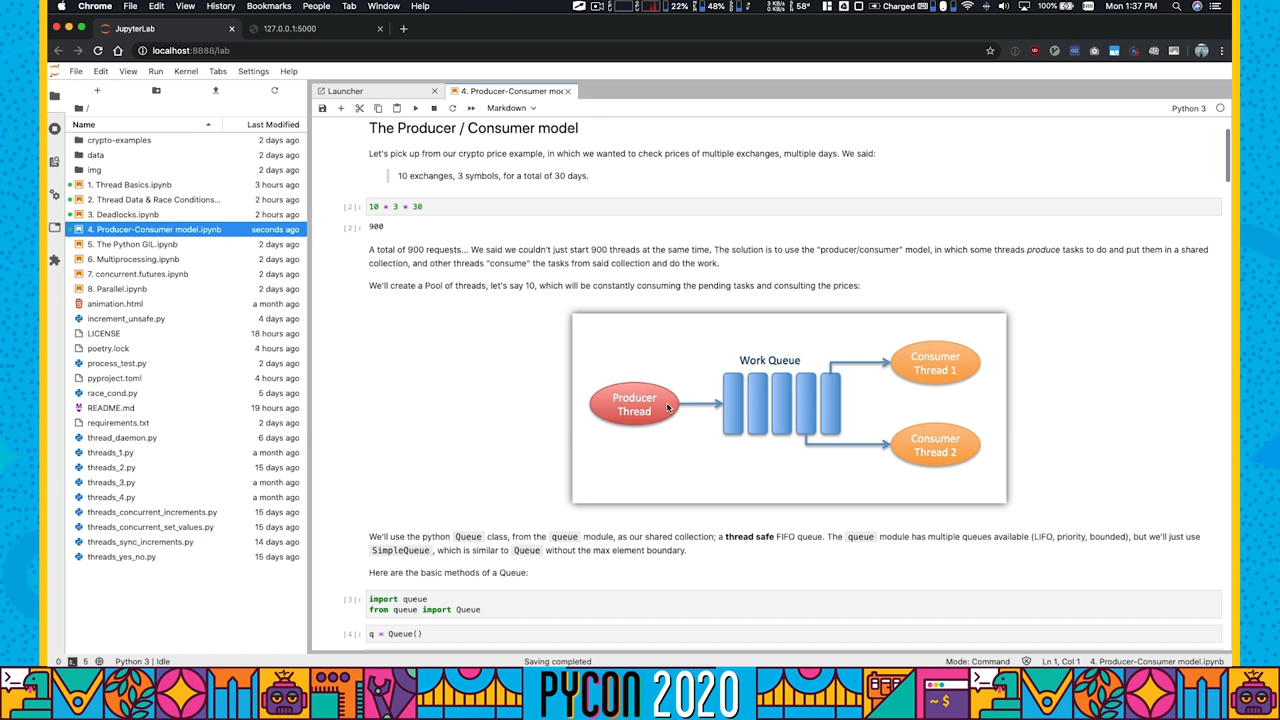 Chrome File Edit View History Bookmarks People Tab Window Help
22% 48% 58° Charged 100% Mon 1:37 PM
JupyterLab 127.0.0.1:5000
localhost:8888/lab
File Edit View Run Kernel Tabs Settings Help
Launcher 4. Producer-Consumer mod
Markdown Python 3
/
Name Last Modified
crypto-examples 2 days ago
data 2 days ago
img 2 days ago
1. Thread Basics.ipynb 3 hours ago
2. Thread Data & Race Conditions... 2 hours ago
3. Deadlocks.ipynb 2 hours ago
4. Producer-Consumer model.ipynb seconds ago
5. The Python GIL.ipynb 2 days ago
6. Multiprocessing.ipynb 2 days ago
7. concurrent.futures.ipynb 2 days ago
8. Parallel.ipynb 2 days ago
animation.html a month ago
increment_unsafe.py 4 days ago
LICENSE 18 hours ago
poetry.lock 4 hours ago
process_test.py 2 days ago
pyproject.toml 4 hours ago
race_cond.py 5 days ago
README.md 19 hours ago
requirements.txt 4 hours ago
thread_daemon.py 6 days ago
threads_1.py a month ago
threads_2.py 15 days ago
threads_3.py a month ago
threads_4.py a month ago
threads_concurrent_increments.py 15 days ago
threads_concurrent_set_values.py 15 days ago
threads_sync_increments.py 14 days ago
threads_yes_no.py 15 days ago
The Producer / Consumer model
Let's pick up from our crypto price example, in which we wanted to check prices of multiple exchanges, multiple days. We said:
10 exchanges, 3 symbols, for a total of 30 days.
[2]: 10 * 3 * 30
[2]: 900
A total of 900 requests... We said we couldn't just start 900 threads at the same time. The solution is to use the "producer/consumer" model, in which some threads produce tasks to do and put them in a shared
collection, and other threads "consume" the tasks from said collection and do the work.
We'll create a Pool of threads, let's say 10, which will be constantly consuming the pending tasks and consulting the prices:
Work Queue
Producer
Thread
Consumer
Thread 1
Consumer
Thread 2
We'll use the python Queue class, from the queue module, as our shared collection; a thread safe FIFO queue. The queue module has multiple queues available (LIFO, priority, bounded), but we'll just use
SimpleQueue , which is similar to Queue without the max element boundary.
Here are the basic methods of a Queue:
[3]: import queue
from queue import Queue
[4]: q = Queue()
0 5 Python 3 | Idle Saving completed Mode: Command Ln 1, Col 1 4. Producer-Consumer model.ipynb
PYCON 2020
~ $